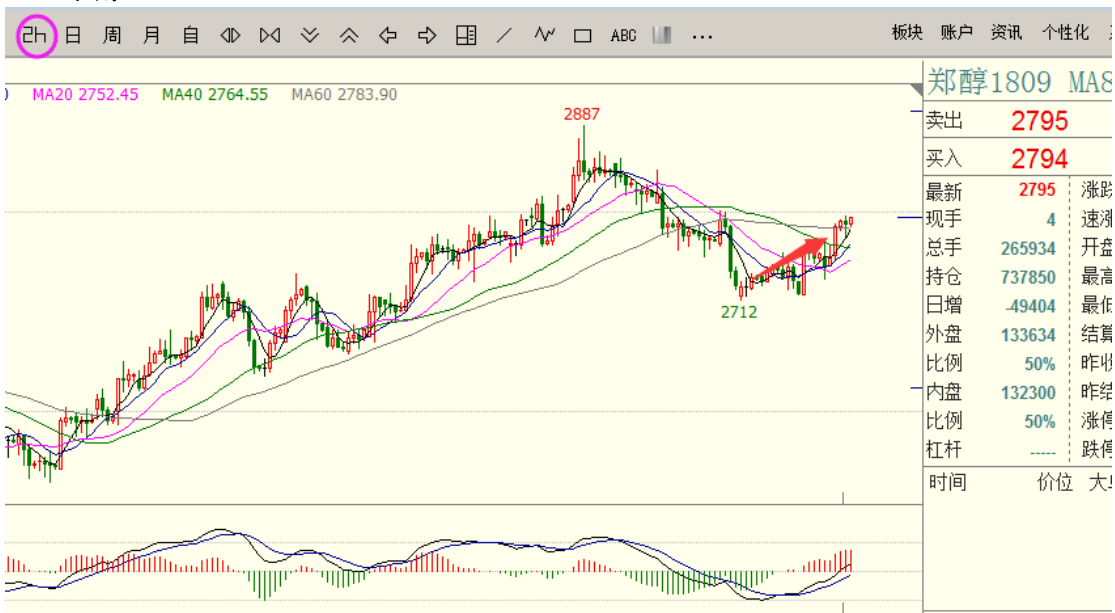 2h 日 周 月 自 ABC ... 板块 账户 资讯 个性化
MA20 2752.45 MA40 2764.55 MA60 2783.90
2887
2712
郑醇1809 MA8
卖出 2795
买入 2794
最新 2795 涨跌
现手 4 速涨
总手 265934 开盘
持仓 737850 最高
日增 -49404 最低
外盘 133634 结算
比例 50% 昨收
内盘 132300 昨结
比例 50% 涨停
杠杆 ----- 跌停
时间 价位 大单